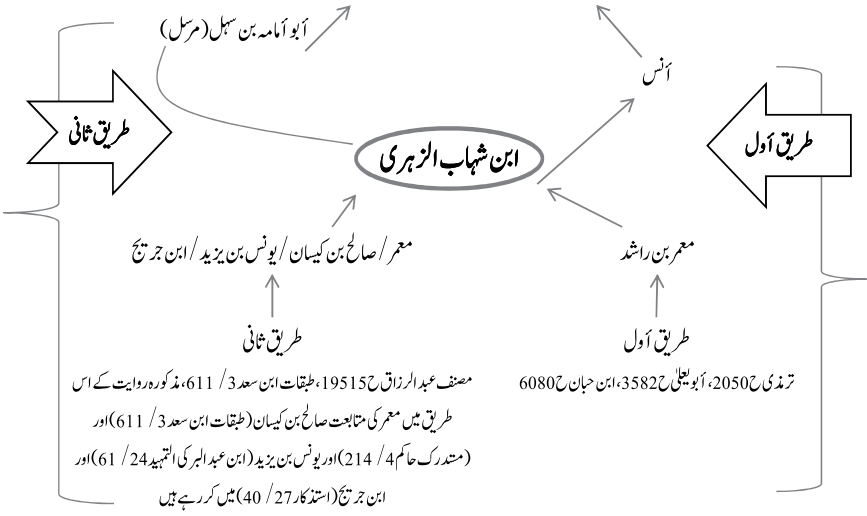 أبو أمامہ بن سہل (مرسل)
أنس
طریق أول
طریق ثانی
ابن شہاب الزہری
معمر بن راشد
معمر/صالح بن کیسان/یونس بن یزید/ابن جریج
طریق أول
ترمذی ح2050، أبو یعلیٰ ح3582، ابن حبان ح6080
طریق ثانی
مصنف عبد الرزاق ح19515، طبقات ابن سعد 3/ 611، مذکورہ روایت کے اس
طریق میں معمر کی متابعت صالح بن کیسان (طبقات ابن سعد 3/ 611) اور
(مستدرک حاکم 4/ 214) اور یونس بن یزید (ابن عبد البر کی التمہید 24/ 61) اور
ابن جریج (استذکار 27/ 40) میں کر رہے ہیں